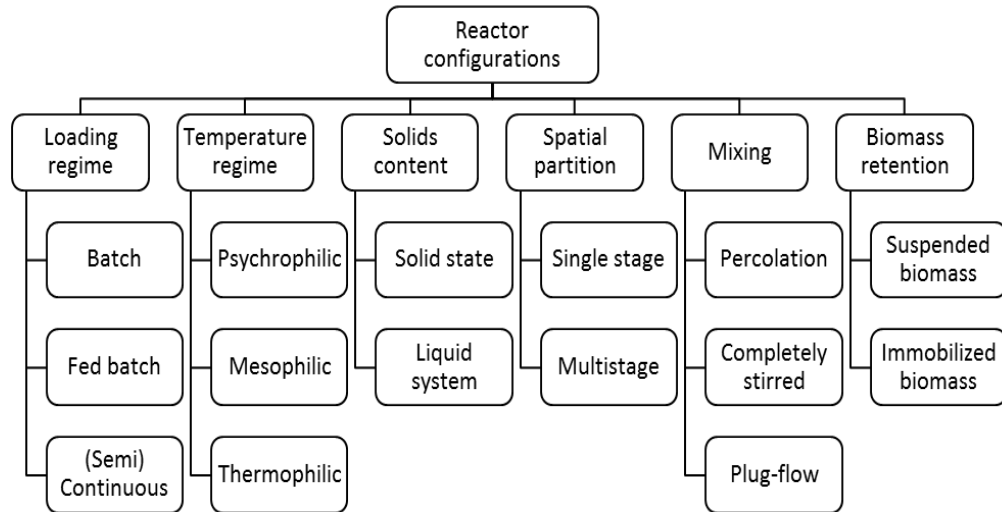 Reactor
configurations
Loading
regime
Temperature
regime
Solids
content
Spatial
partition
Mixing
Biomass
retention
Batch
Psychrophilic
Solid state
Single stage
Percolation
Suspended
biomass
Fed batch
Mesophilic
Liquid
system
Multistage
Completely
stirred
Immobilized
biomass
(Semi)
Continuous
Thermophilic
Plug-flow